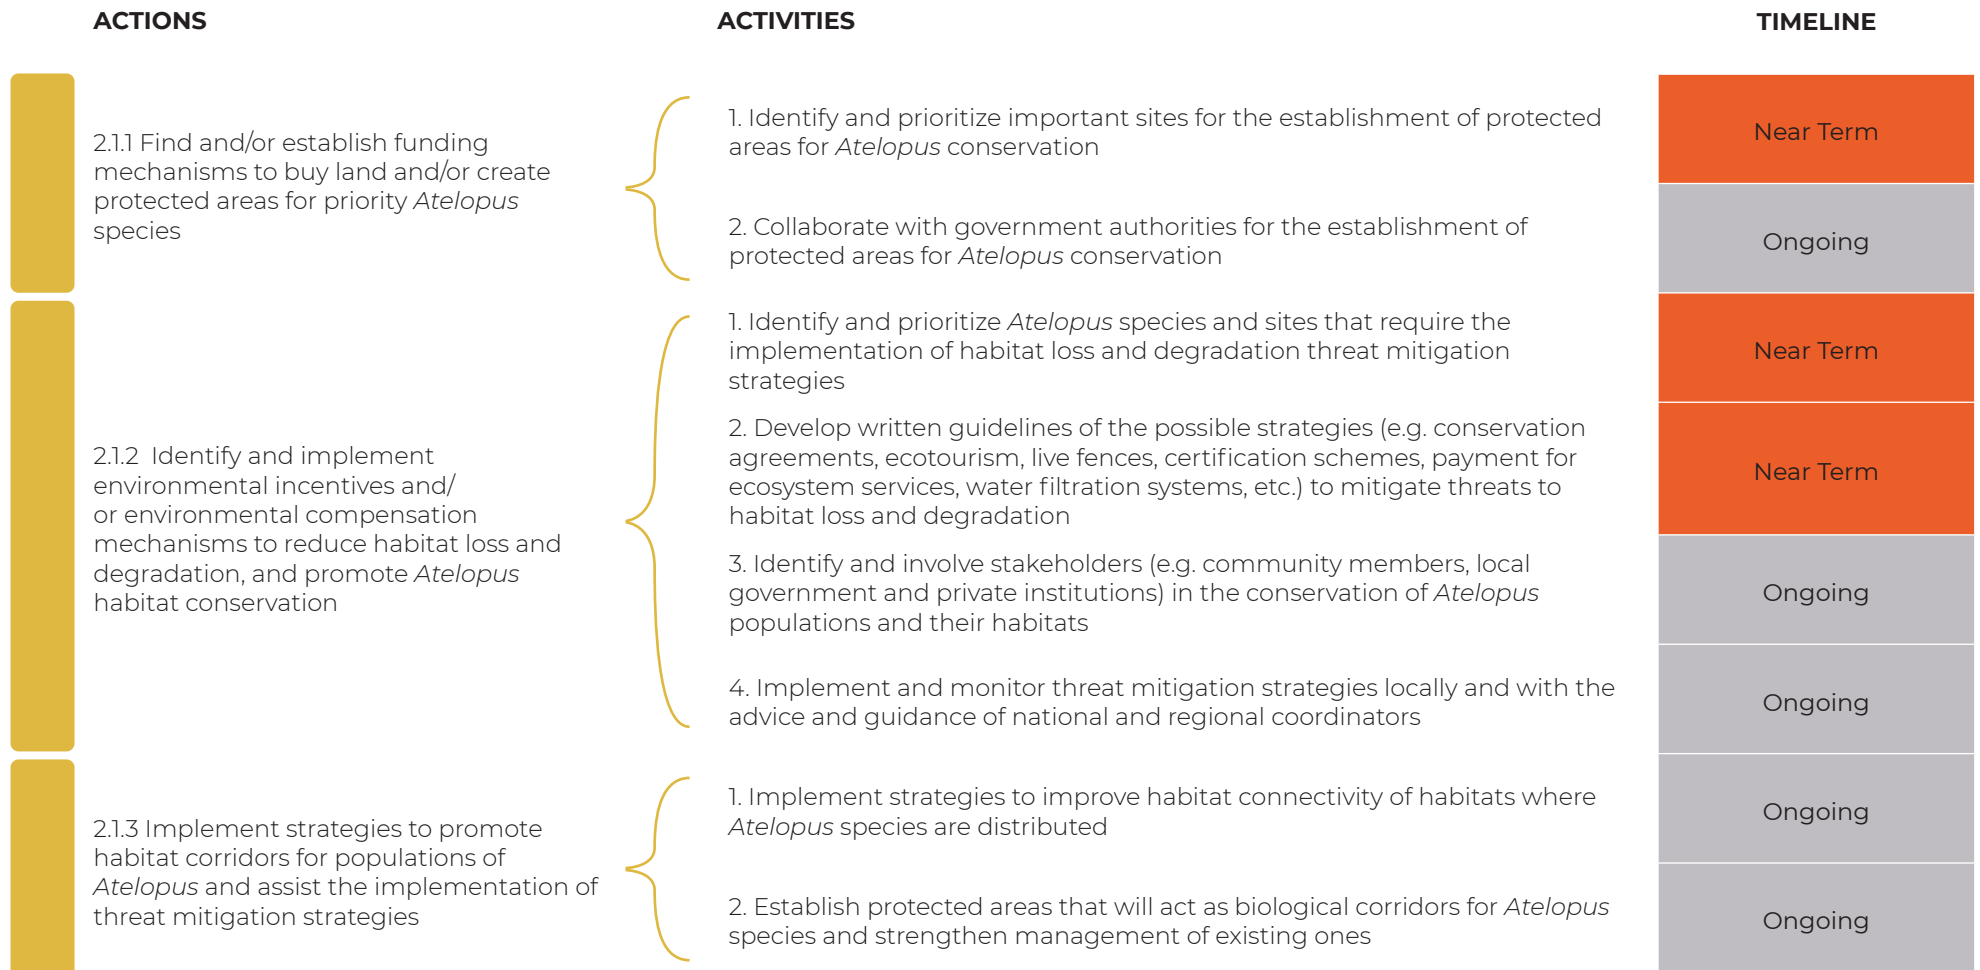 ACTIONS
ACTIVITIES
TIMELINE
2.1.1 Find and/or establish funding
mechanisms to buy land and/or create
protected areas for priority Atelopus
species
1. Identify and prioritize important sites for the establishment of protected
areas for Atelopus conservation
Near Term
2. Collaborate with government authorities for the establishment of
protected areas for Atelopus conservation
Ongoing
2.1.2 Identify and implement
environmental incentives and/
or environmental compensation
mechanisms to reduce habitat loss and
degradation, and promote Atelopus
habitat conservation
1. Identify and prioritize Atelopus species and sites that require the
implementation of habitat loss and degradation threat mitigation
strategies
Near Term
2. Develop written guidelines of the possible strategies (e.g. conservation
agreements, ecotourism, live fences, certification schemes, payment for
ecosystem services, water filtration systems, etc.) to mitigate threats to
habitat loss and degradation
Near Term
3. Identify and involve stakeholders (e.g. community members, local
government and private institutions) in the conservation of Atelopus
populations and their habitats
Ongoing
4. Implement and monitor threat mitigation strategies locally and with the
advice and guidance of national and regional coordinators
Ongoing
2.1.3 Implement strategies to promote
habitat corridors for populations of
Atelopus and assist the implementation of
threat mitigation strategies
1. Implement strategies to improve habitat connectivity of habitats where
Atelopus species are distributed
Ongoing
2. Establish protected areas that will act as biological corridors for Atelopus
species and strengthen management of existing ones
Ongoing